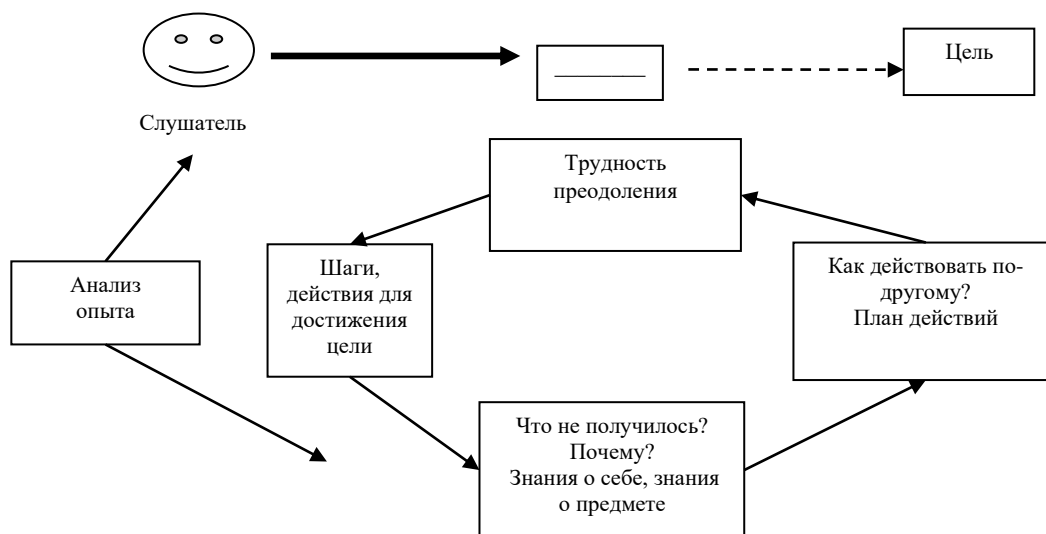 Цель
Слушатель
Трудность
преодоления
Анализ
опыта
Шаги,
действия для
достижения
цели
Как действовать по-
другому?
План действий
Что не получилось?
Почему?
Знания о себе, знания
о предмете